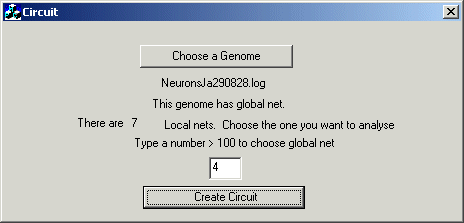 Circuit
Choose a Genome
NeuronsJa290828.log
This genome has global net.
There are 7 Local nets. Choose the one you want to analyse
Type a number > 100 to choose global net
4
Create Circuit